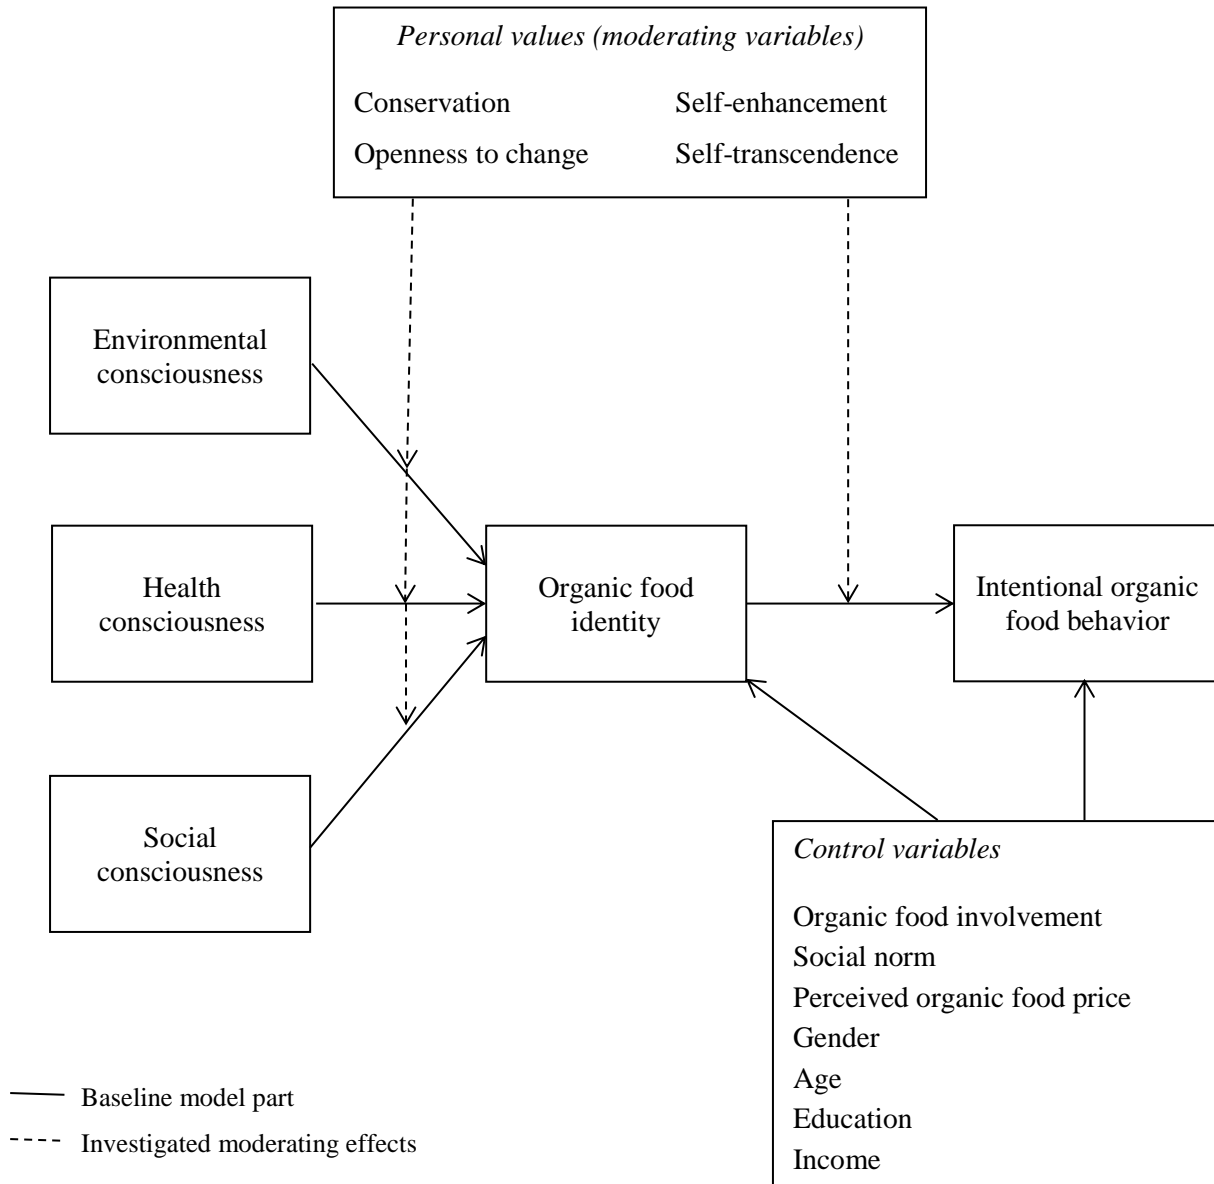 Personal values (moderating variables)
Conservation
Self-enhancement
Openness to change
Self-transcendence
Environmental
consciousness
Health
consciousness
Organic food
identity
Intentional organic
food behavior
Social
consciousness
Control variables
Organic food involvement
Social norm
Perceived organic food price
Gender
Age
Education
Income
Baseline model part
Investigated moderating effects